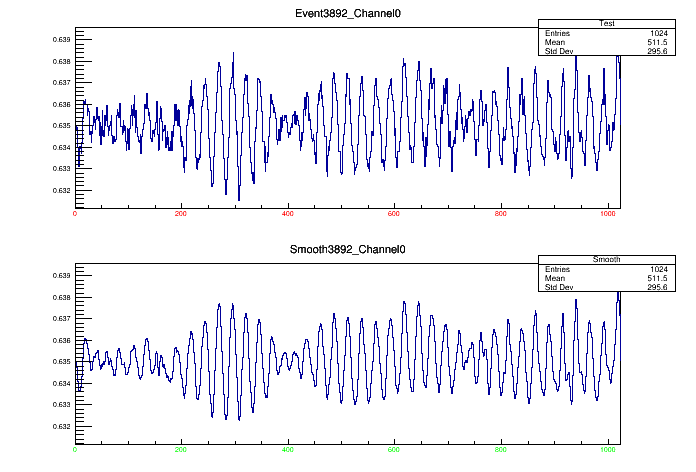 Event3892_Channel0
Test
Entries 1024
Mean 511.5
Std Dev 295.6
0.639
0.638
0.637
0.636
0.635
0.634
0.633
0.632
0 200 400 600 800 1000
Smooth3892_Channel0
Smooth
Entries 1024
Mean 511.5
Std Dev 295.6
0.639
0.638
0.637
0.636
0.635
0.634
0.633
0.632
0 200 400 600 800 1000